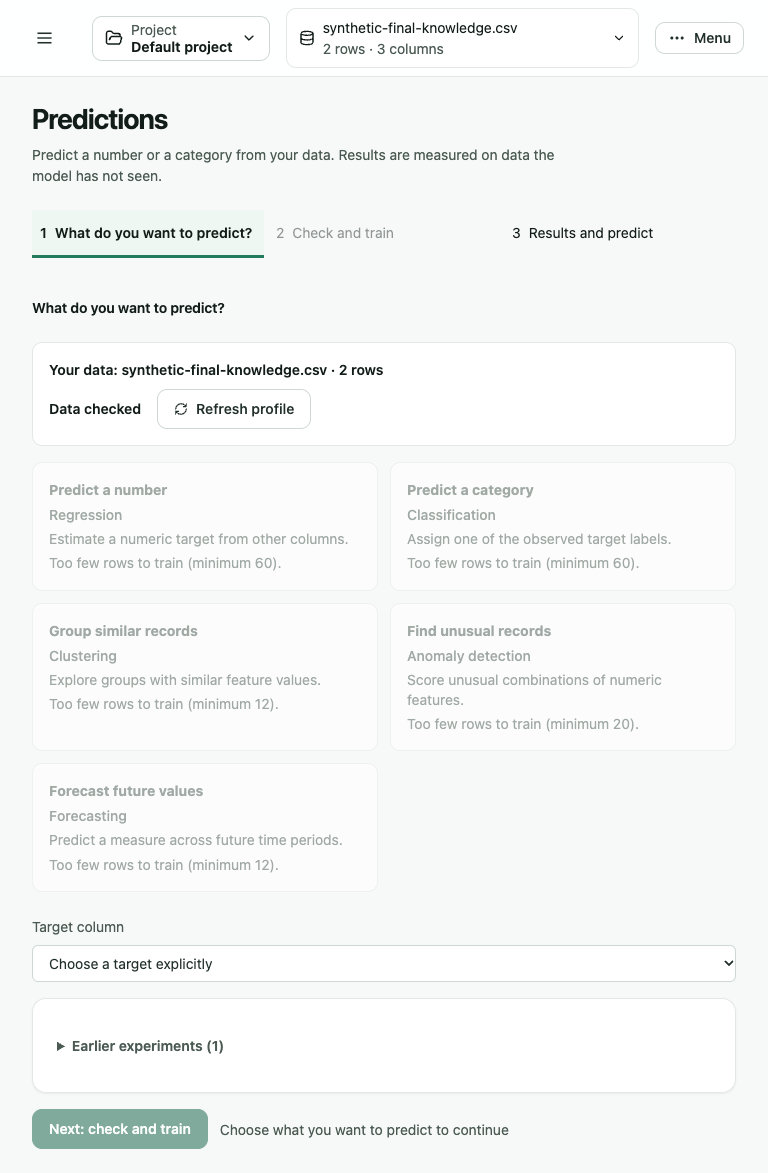 Project
Default project
synthetic-final-knowledge.csv
2 rows · 3 columns
Menu
Predictions
Predict a number or a category from your data. Results are measured on data the
model has not seen.
1 What do you want to predict?
2 Check and train
3 Results and predict
What do you want to predict?
Your data: synthetic-final-knowledge.csv · 2 rows
Data checked
Refresh profile
Predict a number
Regression
Estimate a numeric target from other columns.
Too few rows to train (minimum 60).
Predict a category
Classification
Assign one of the observed target labels.
Too few rows to train (minimum 60).
Group similar records
Clustering
Explore groups with similar feature values.
Too few rows to train (minimum 12).
Find unusual records
Anomaly detection
Score unusual combinations of numeric
features.
Too few rows to train (minimum 20).
Forecast future values
Forecasting
Predict a measure across future time periods.
Too few rows to train (minimum 12).
Target column
Choose a target explicitly
Earlier experiments (1)
Next: check and train
Choose what you want to predict to continue